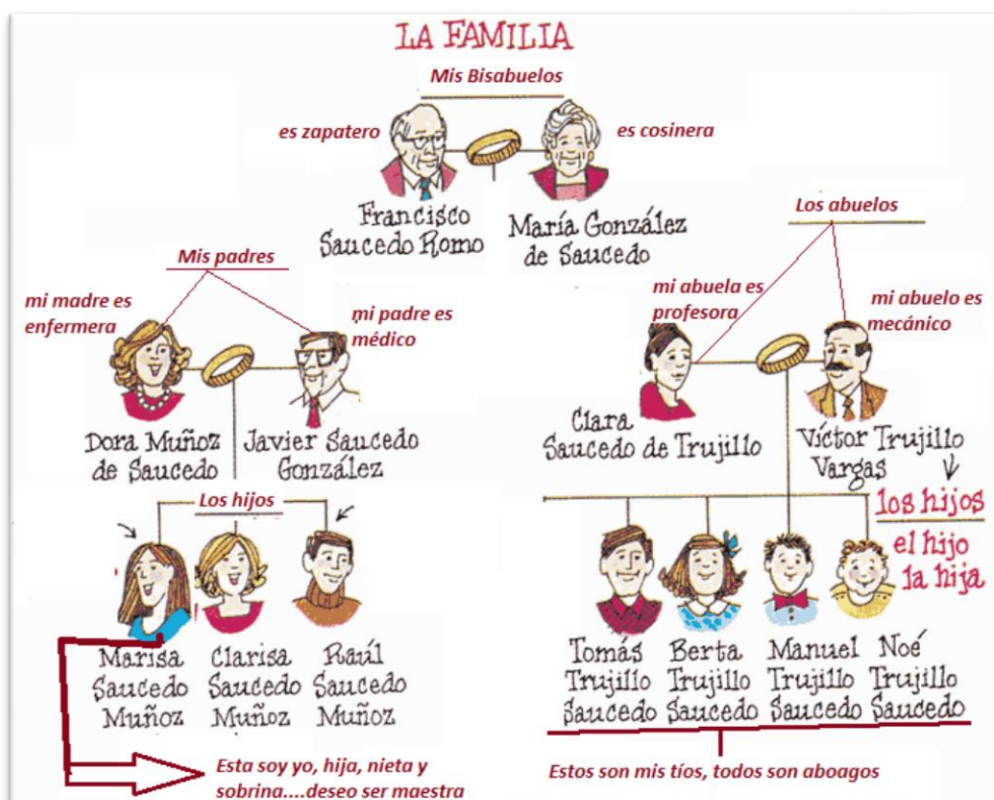 LA FAMILIA
Mis Bisabuelos
es zapatero
es cosinera
Francisco
Saucedo Romo
María González
de Saucedo
Los abuelos
Mis padres
mi madre es
enfermera
mi padre es
médico
mi abuela es
profesora
mi abuelo es
mecánico
Dora Muñoz
de Saucedo
Javier Saucedo
González
Clara
Saucedo de Trujillo
Víctor Trujillo
Vargas
Los hijos
los hijos
el hijo
la hija
Marisa
Saucedo
Muñoz
Clarisa
Saucedo
Muñoz
Raúl
Saucedo
Muñoz
Tomás
Trujillo
Saucedo
Berta
Trujillo
Saucedo
Manuel
Trujillo
Saucedo
Noé
Trujillo
Saucedo
Esta soy yo, hija, nieta y
sobrina....deseo ser maestra
Estos son mis tíos, todos son aboagos